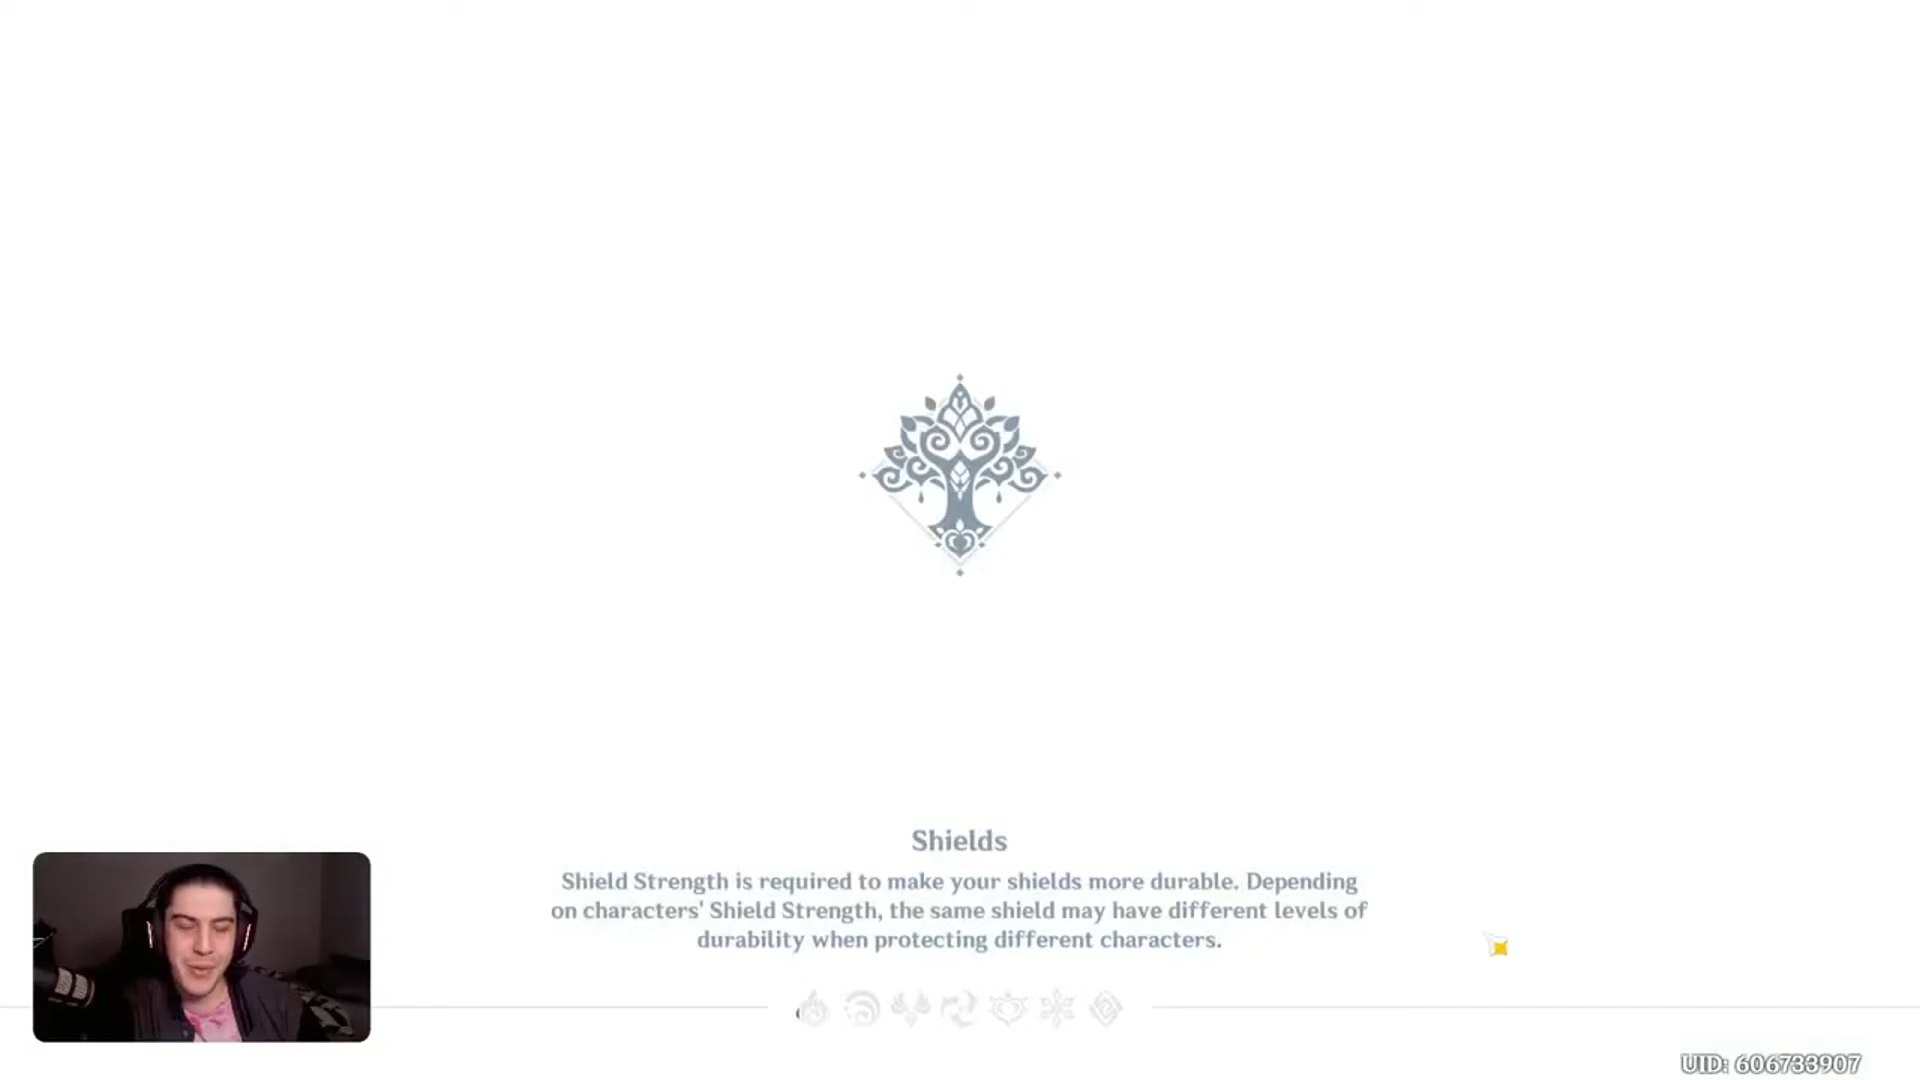 Shields
Shield Strength is required to make your shields more durable. Depending
on characters' Shield Strength, the same shield may have different levels of
durability when protecting different characters.
UID: 606733907